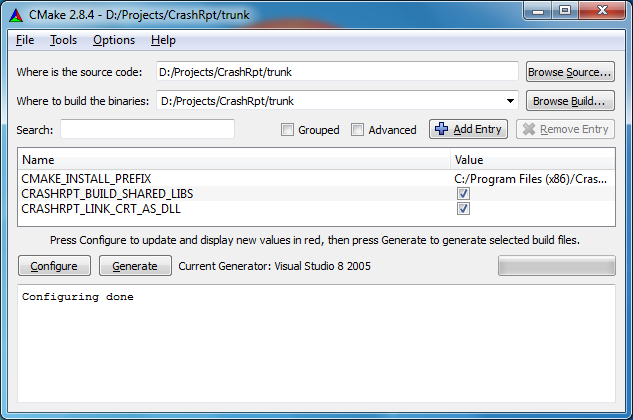 CMake 2.8.4 - D:/Projects/CrashRpt/trunk
File Tools Options Help
Where is the source code: D:/Projects/CrashRpt/trunk Browse Source...
Where to build the binaries: D:/Projects/CrashRpt/trunk Browse Build...
Search: Grouped Advanced Add Entry Remove Entry
Name Value
CMAKE_INSTALL_PREFIX C:/Program Files (x86)/Cras...
CRASHRPT_BUILD_SHARED_LIBS
CRASHRPT_LINK_CRT_AS_DLL
Press Configure to update and display new values in red, then press Generate to generate selected build files.
Configure Generate Current Generator: Visual Studio 8 2005
Configuring done